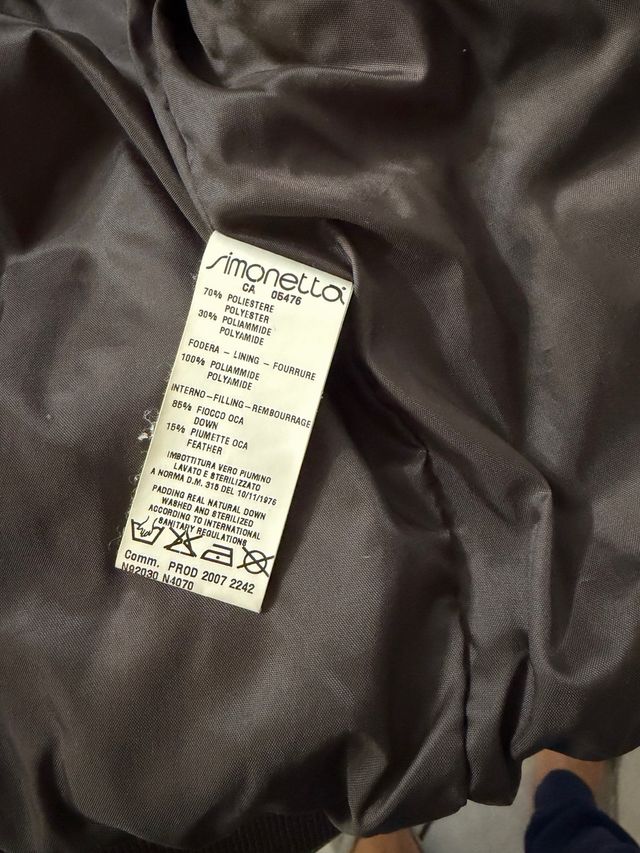 simonetta
CA 05476
70% POLIESTERE
POLYESTER
30% POLIAMMIDE
POLYAMIDE
FODERA - LINING - FOURRURE
100% POLIAMMIDE
POLYAMIDE
INTERNO-FILLING-REMBOURRAGE
85% FIOCCO OCA
DOWN
15% PIUMETTE OCA
FEATHER
IMBOTTITURA VERO PIUMINO
LAVATO E STERILIZZATO
A NORMA D.M. 315 DEL 10/11/1976
PADDING REAL NATURAL DOWN
WASHED AND STERILIZED
ACCORDING TO INTERNATIONAL
SANITARY REGULATIONS
Comm. PROD 2007 2242
N92030 N4070